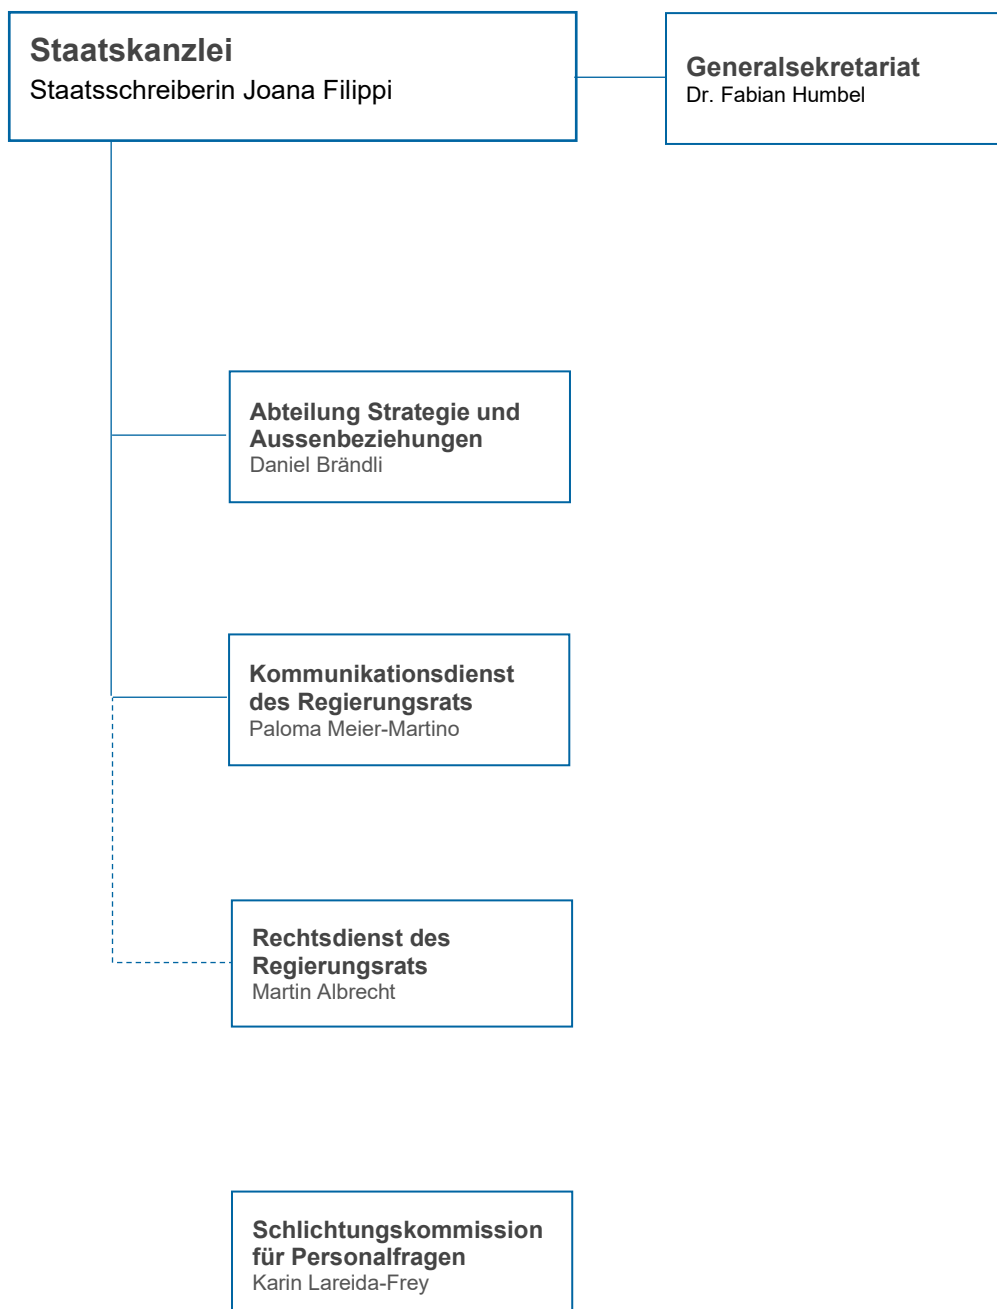 Staatskanzlei
Staatsschreiberin Joana Filippi
Generalsekretariat
Dr. Fabian Humbel
Abteilung Strategie und
Aussenbeziehungen
Daniel Brändli
Kommunikationsdienst
des Regierungsrats
Paloma Meier-Martino
Rechtsdienst des
Regierungsrats
Martin Albrecht
Schlichtungskommission
für Personalfragen
Karin Lareida-Frey